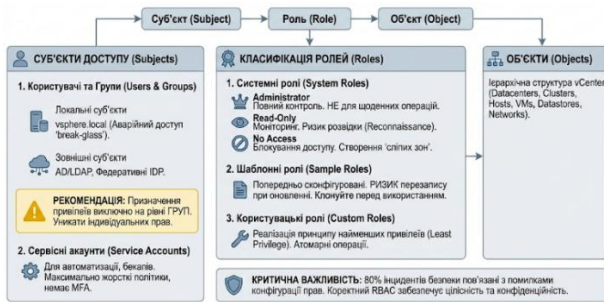 Суб'єкт (Subject)
Роль (Role)
Об'єкт (Object)
СУБ'ЄКТИ ДОСТУПУ (Subjects)
1. Користувачі та Групи (Users & Groups)
Локальні суб'єкти
vsphere.local (Аварійний доступ
'break-glass').
Зовнішні суб'єкти
AD/LDAP, Федеративні IDP.
РЕКОМЕНДАЦІЯ: Призначення
привілеїв виключно на рівні ГРУП.
Уникати індивідуальних прав.
2. Сервісні акаунти (Service Accounts)
Для автоматизації, бекапів.
Максимально жорсткі політики,
немає MFA.
КЛАСИФІКАЦІЯ РОЛЕЙ (Roles)
1. Системні ролі (System Roles)
Administrator
Повний контроль. НЕ для щоденних операцій.
Read-Only
Моніторинг. Ризик розвідки (Reconnaissance).
No Access
Блокування доступу. Створення 'сліпих зон'.
2. Шаблонні ролі (Sample Roles)
Попередньо сконфігуровані. РИЗИК перезапису
при оновленні. Клонуйте перед використанням.
3. Користувацькі ролі (Custom Roles)
Реалізація принципу найменших привілеїв (Least
Privilege). Атомарні операції.
ОБ'ЄКТИ (Objects)
Ієрархічна структура vCenter
(Datacenters, Clusters,
Hosts, VMs, Datastores,
Networks).
КРИТИЧНА ВАЖЛИВІСТЬ: 80% інцидентів безпеки пов'язані з помилками
конфігурації прав. Коректний RBAC забезпечує цілісність та конфіденційність.